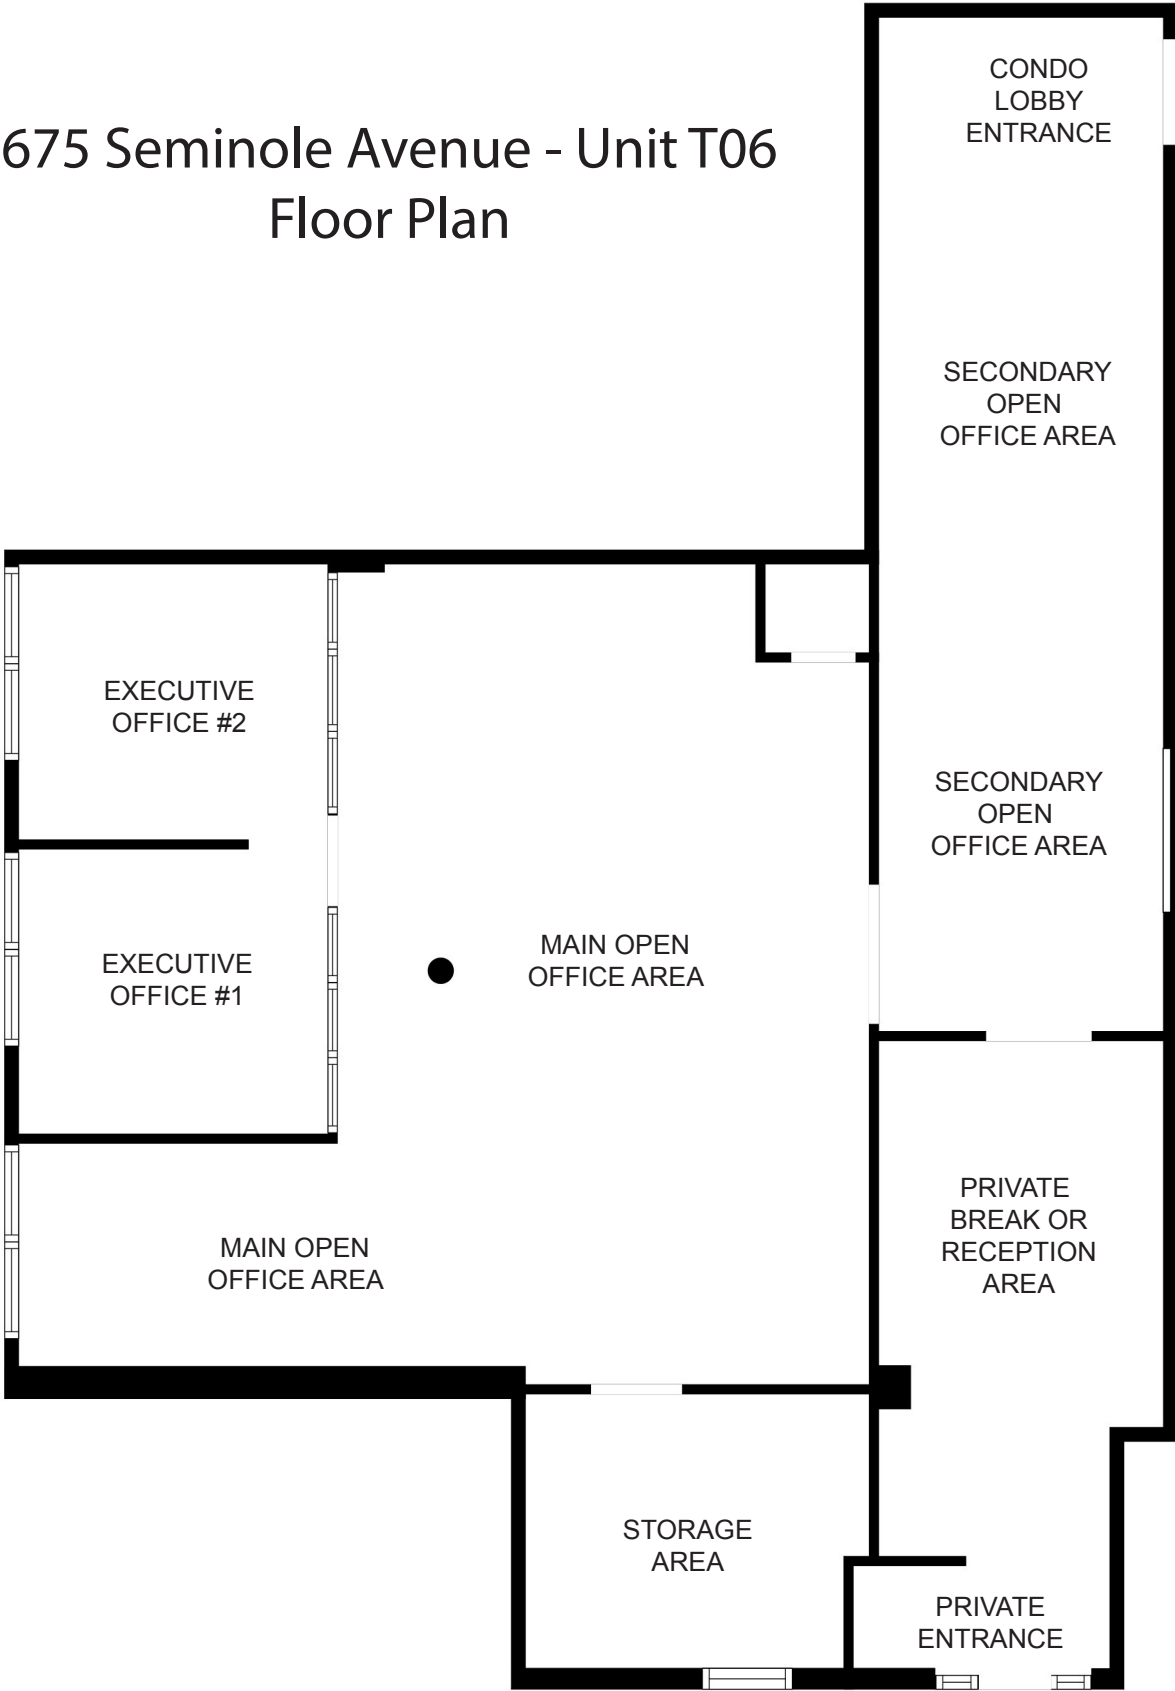 675 Seminole Avenue - Unit T06
Floor Plan
CONDO
LOBBY
ENTRANCE
SECONDARY
OPEN
OFFICE AREA
EXECUTIVE
OFFICE #2
SECONDARY
OPEN
OFFICE AREA
EXECUTIVE
OFFICE #1
MAIN OPEN
OFFICE AREA
PRIVATE
BREAK OR
RECEPTION
AREA
MAIN OPEN
OFFICE AREA
STORAGE
AREA
PRIVATE
ENTRANCE